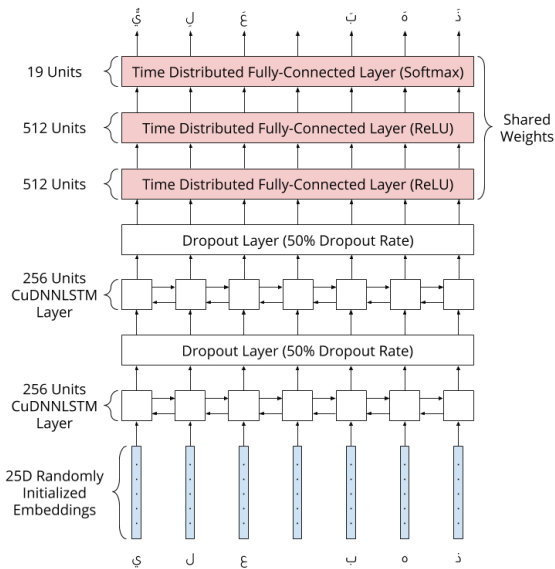 ذَ هَ بَ عَ لِ يٌّ
19 Units
Time Distributed Fully-Connected Layer (Softmax)
512 Units
Time Distributed Fully-Connected Layer (ReLU)
Shared
Weights
512 Units
Time Distributed Fully-Connected Layer (ReLU)
Dropout Layer (50% Dropout Rate)
256 Units
CuDNNLSTM
Layer
Dropout Layer (50% Dropout Rate)
256 Units
CuDNNLSTM
Layer
25D Randomly
Initialized
Embeddings
ذ ه ب ع ل ي